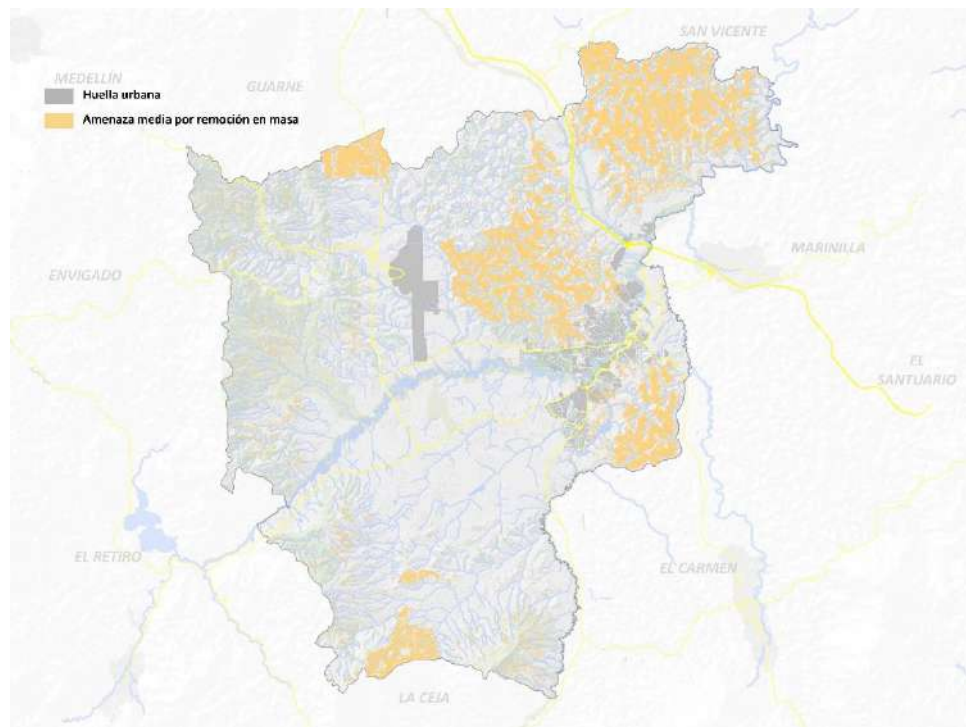 SAN VICENTE
MEDELLÍN
GUARNE
Huella urbana
Amenaza media por remoción en masa
MARINILLA
ENVIGADO
EL
SANTUARIO
EL RETIRO
EL CARMEN
LA CEJA